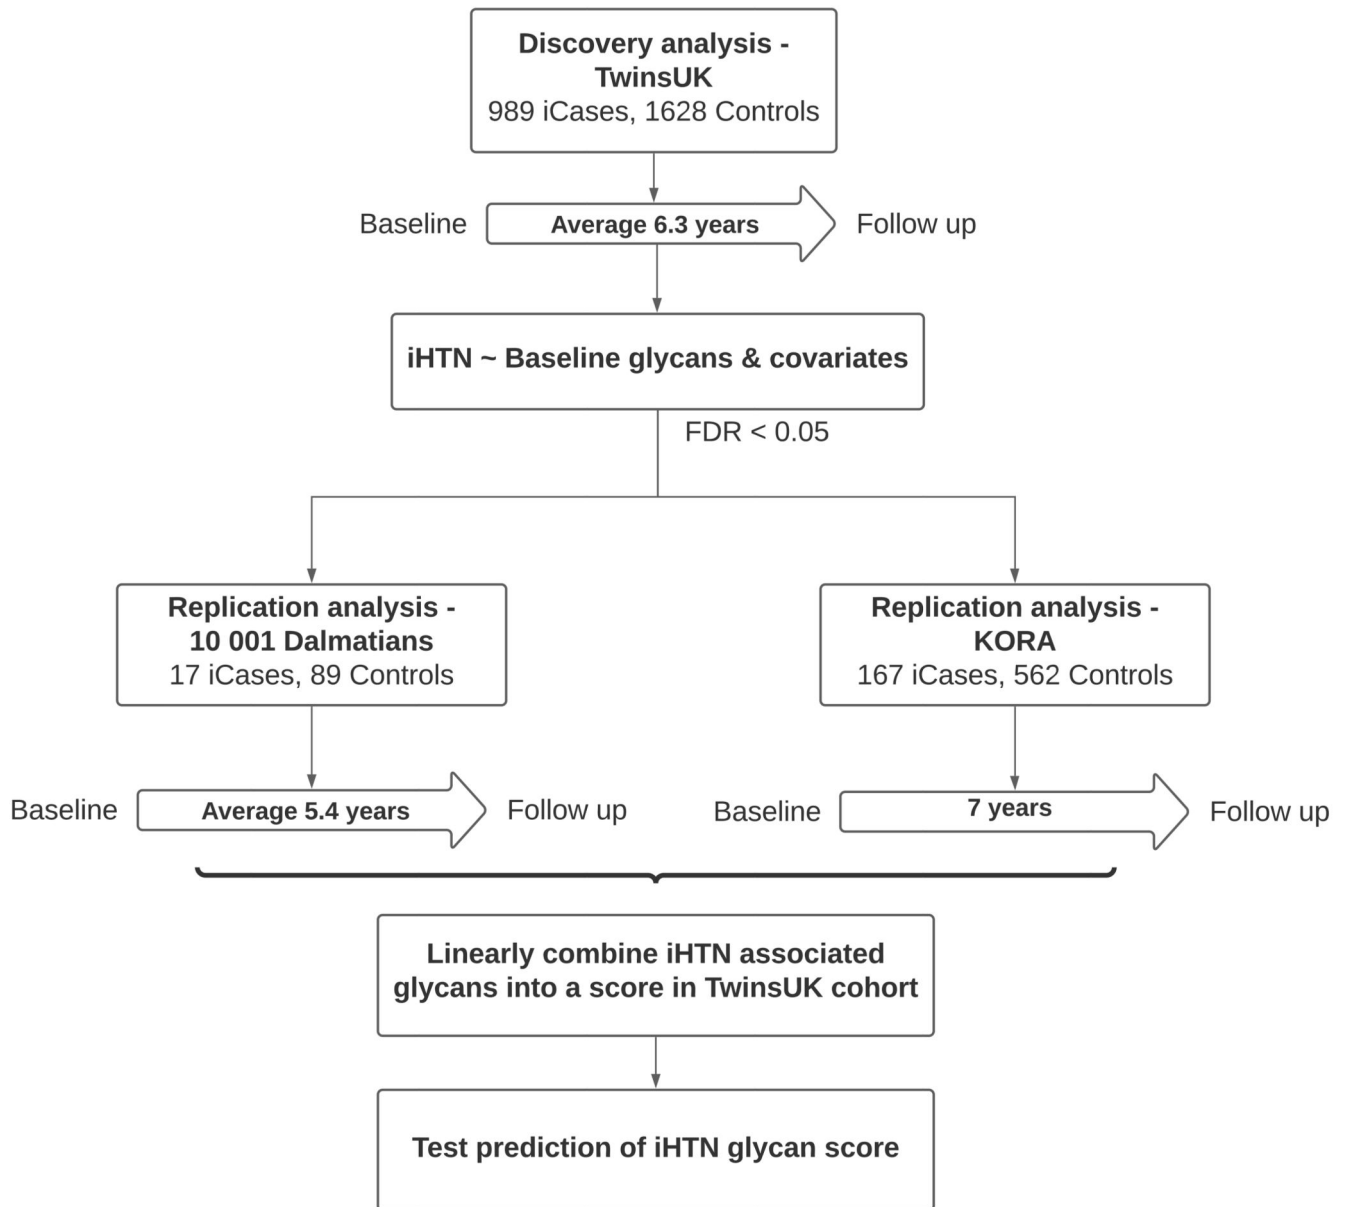 Discovery analysis -
TwinsUK
989 iCases, 1628 Controls
Baseline
Average 6.3 years
Follow up
iHTN ~ Baseline glycans & covariates
FDR < 0.05
Replication analysis -
10 001 Dalmatians
17 iCases, 89 Controls
Replication analysis -
KORA
167 iCases, 562 Controls
Baseline
Average 5.4 years
Follow up
Baseline
7 years
Follow up
Linearly combine iHTN associated
glycans into a score in TwinsUK cohort
Test prediction of iHTN glycan score